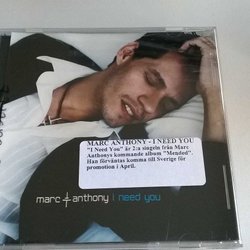 marc anthony I need you
MARC ANTHONY - I NEED YOU
"I Need You" är 2:a singeln från Marc
Anthonys kommande album "Mended".
Han förväntas komma till Sverige för
promotion i April.